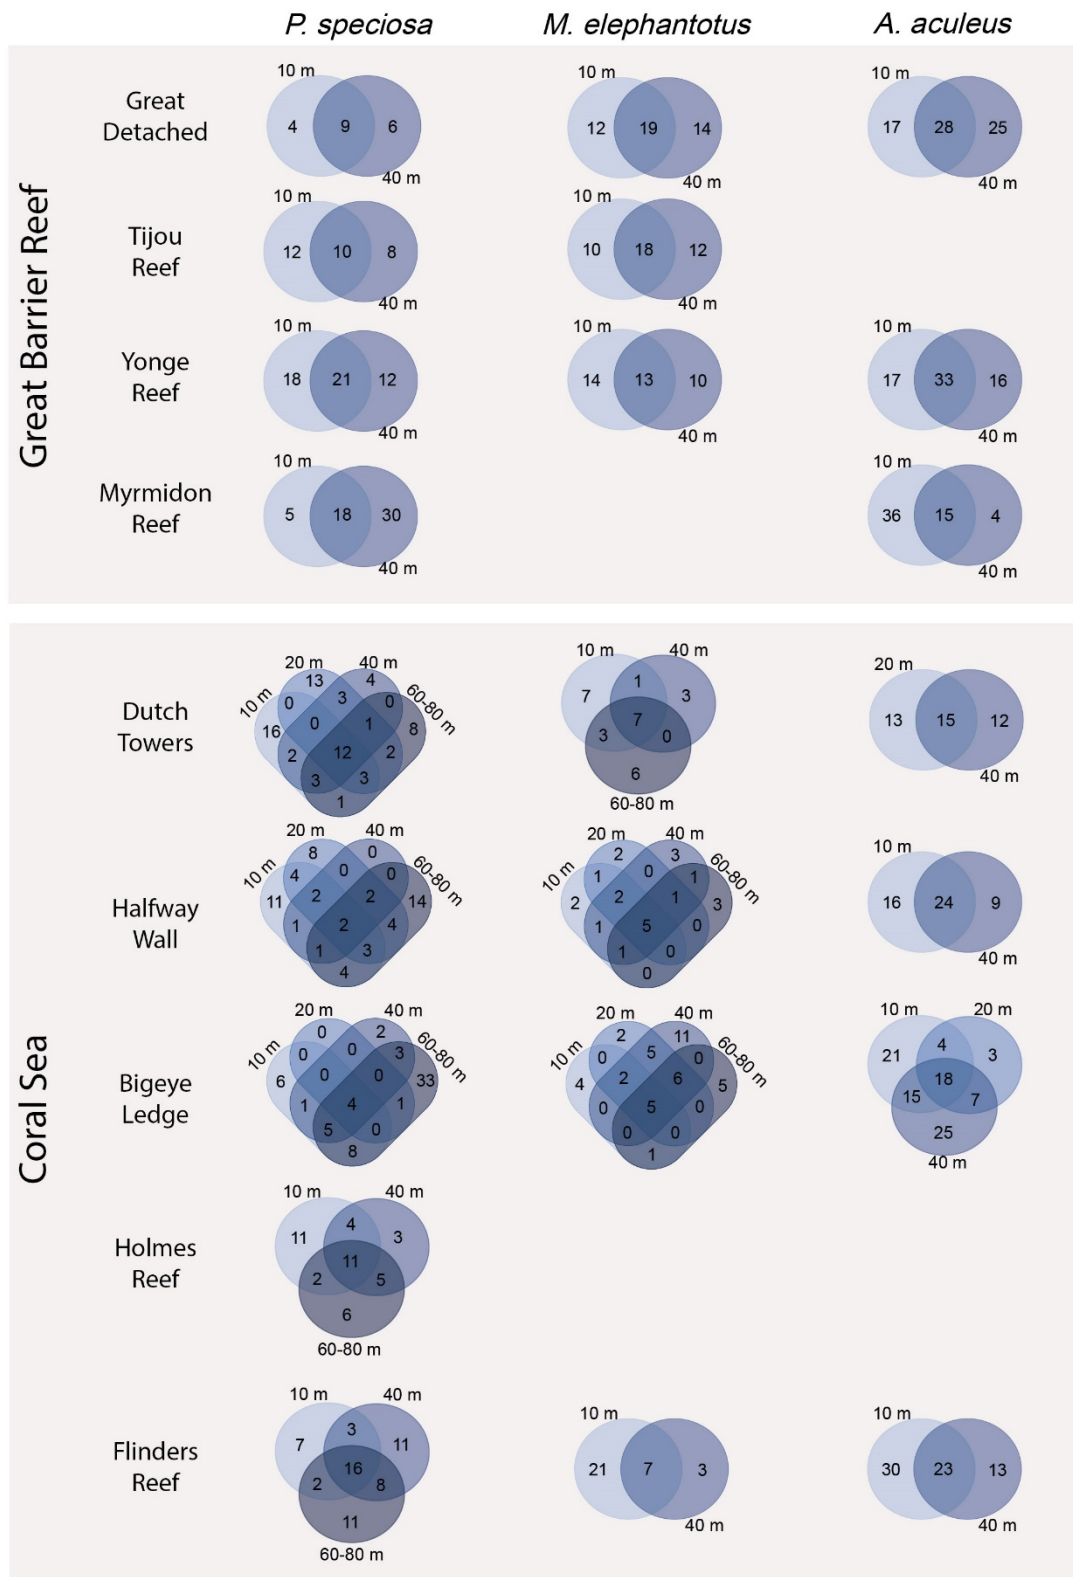 P. speciosa M. elephantotus A. aculeus
Great Barrier Reef
Great
Detached
10 m 4 9 6 40 m
10 m 12 19 14 40 m
10 m 17 28 25 40 m
Tijou
Reef
10 m 12 10 8 40 m
10 m 10 18 12 40 m
Yonge
Reef
10 m 18 21 12 40 m
10 m 14 13 10 40 m
10 m 17 33 16 40 m
Myrmidon
Reef
10 m 5 18 30 40 m
10 m 36 15 4 40 m
Coral Sea
Dutch
Towers
10 m 20 m 40 m 60-80 m
13 4
0 3 0
16 0 1 8
2 12 2
3 3
1
10 m 40 m
7 1 3
7
3 0
6
60-80 m
20 m 13 15 12 40 m
Halfway
Wall
10 m 20 m 40 m 60-80 m
8 0
4 0 0
11 2 2 14
1 2 4
1 3
4
10 m 20 m 40 m 60-80 m
2 3
1 0 1
2 2 1 3
1 5 0
1 0
0
10 m 16 24 9 40 m
Bigeye
Ledge
10 m 20 m 40 m 60-80 m
0 2
0 0 3
6 0 0 33
1 4 1
5 0
8
10 m 20 m 40 m 60-80 m
2 11
0 5 0
4 2 6 5
0 5 0
0 0
1
10 m 20 m
21 4 3
18
15 7
25
40 m
Holmes
Reef
10 m 40 m
11 4 3
11
2 5
6
60-80 m
Flinders
Reef
10 m 40 m
7 3 11
16
2 8
11
60-80 m
10 m 21 7 3 40 m
10 m 30 23 13 40 m